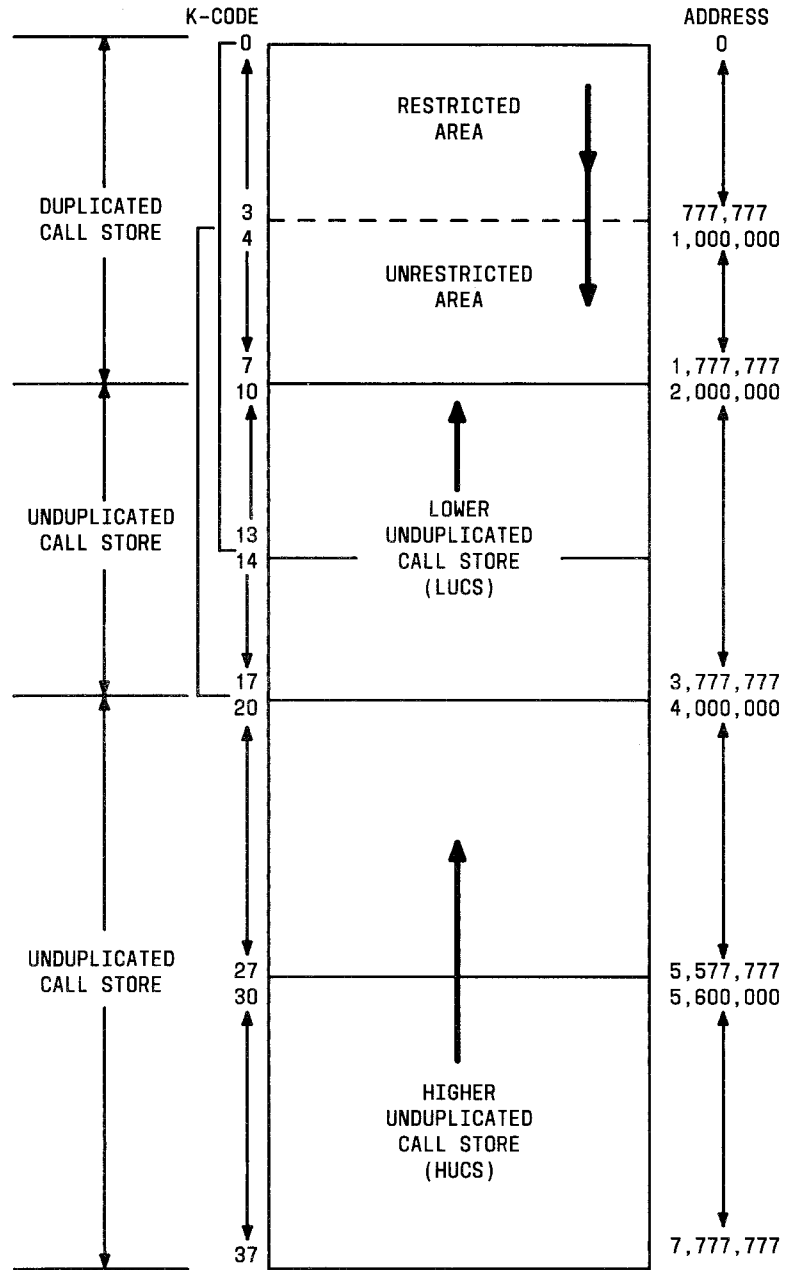 K-CODE
ADDRESS
0
0
RESTRICTED
AREA
DUPLICATED
CALL STORE
3
777,777
4
1,000,000
UNRESTRICTED
AREA
7
1,777,777
10
2,000,000
UNDUPLICATED
CALL STORE
13
14
LOWER
UNDUPLICATED
CALL STORE
(LUCS)
17
3,777,777
20
4,000,000
UNDUPLICATED
CALL STORE
27
5,577,777
30
5,600,000
HIGHER
UNDUPLICATED
CALL STORE
(HUCS)
37
7,777,777